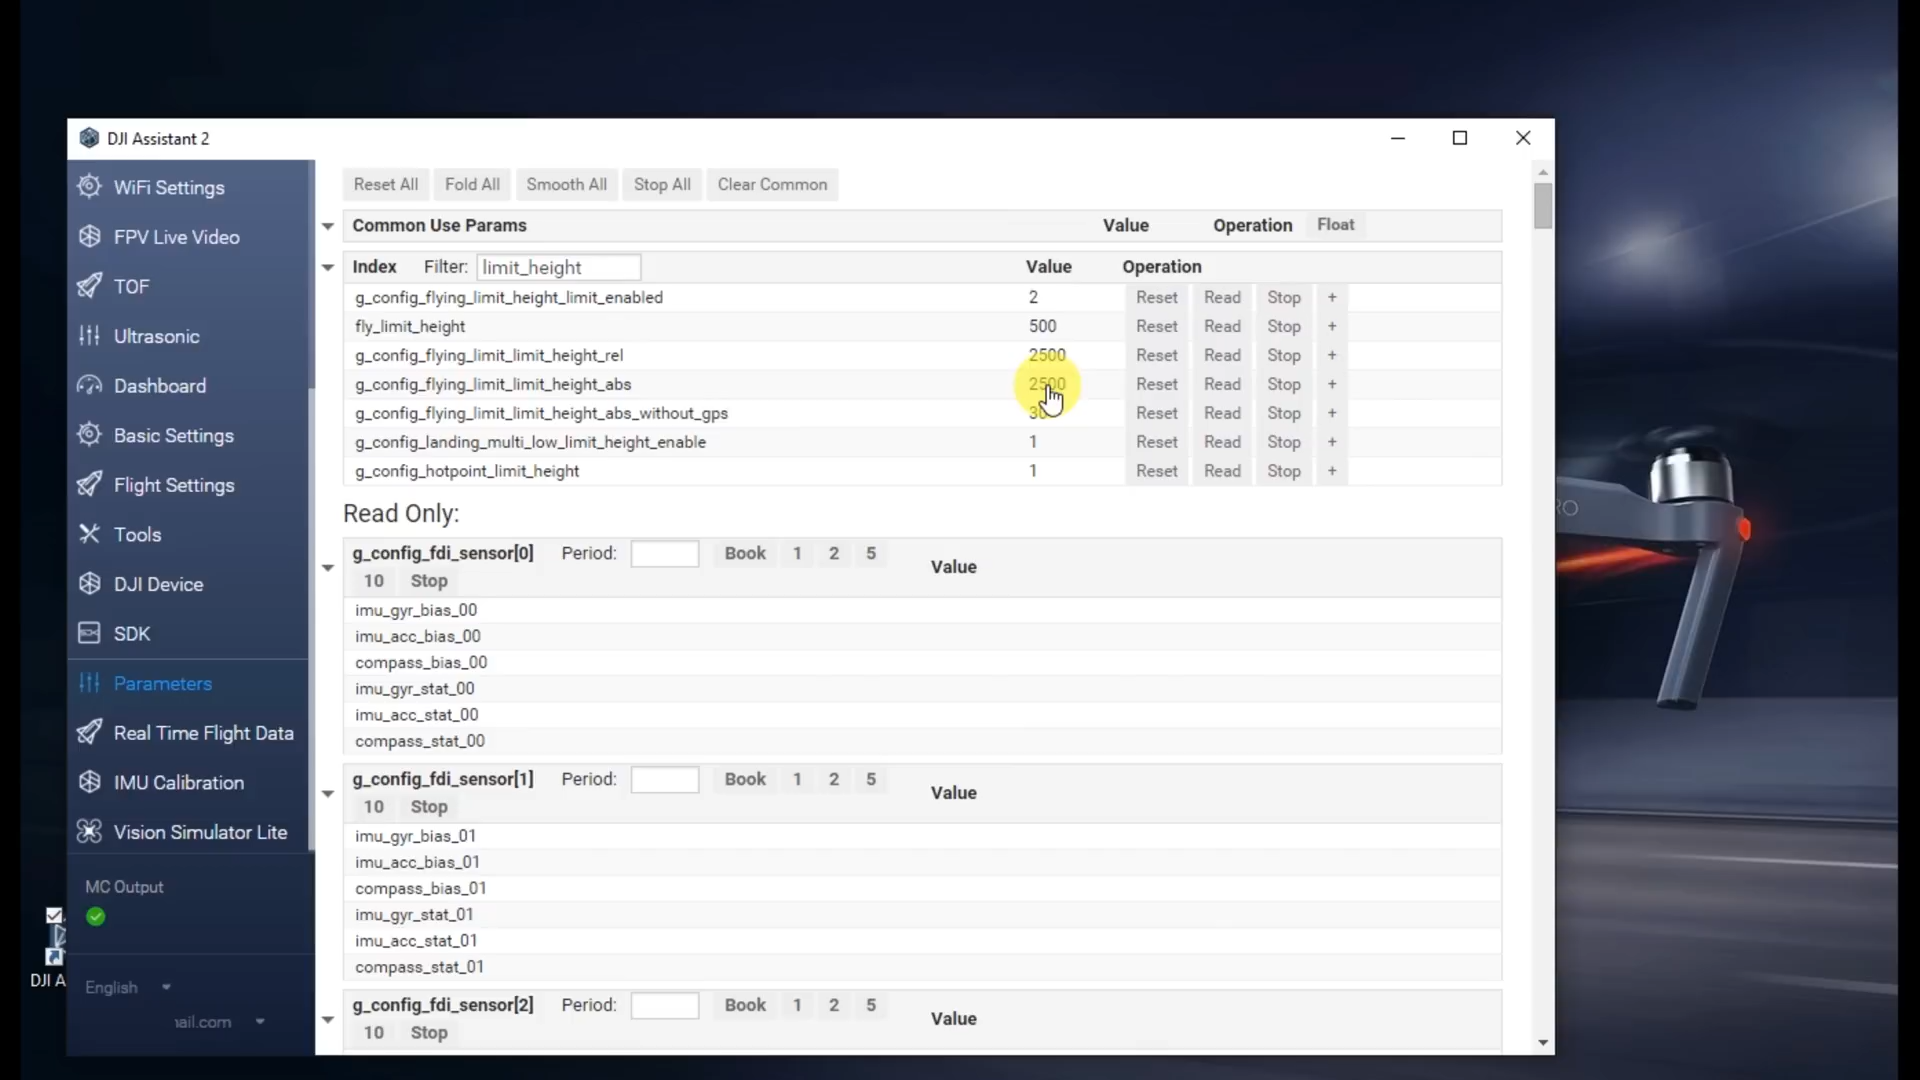 DJI Assistant 2
WiFi Settings
FPV Live Video
TOF
Ultrasonic
Dashboard
Basic Settings
Flight Settings
Tools
DJI Device
SDK
Parameters
Real Time Flight Data
IMU Calibration
Vision Simulator Lite
MC Output
English
ail.com
DJI A
Reset All Fold All Smooth All Stop All Clear Common
Common Use Params Value Operation Float
Index Filter: limit_height Value Operation
g_config_flying_limit_height_limit_enabled 2 Reset Read Stop +
fly_limit_height 500 Reset Read Stop +
g_config_flying_limit_limit_height_rel 2500 Reset Read Stop +
g_config_flying_limit_limit_height_abs 2500 Reset Read Stop +
g_config_flying_limit_limit_height_abs_without_gps Reset Read Stop +
g_config_landing_multi_low_limit_height_enable 1 Reset Read Stop +
g_config_hotpoint_limit_height 1 Reset Read Stop +
Read Only:
g_config_fdi_sensor[0] Period: Book 1 2 5
10 Stop Value
imu_gyr_bias_00
imu_acc_bias_00
compass_bias_00
imu_gyr_stat_00
imu_acc_stat_00
compass_stat_00
g_config_fdi_sensor[1] Period: Book 1 2 5
10 Stop Value
imu_gyr_bias_01
imu_acc_bias_01
compass_bias_01
imu_gyr_stat_01
imu_acc_stat_01
compass_stat_01
g_config_fdi_sensor[2] Period: Book 1 2 5
10 Stop Value
RO